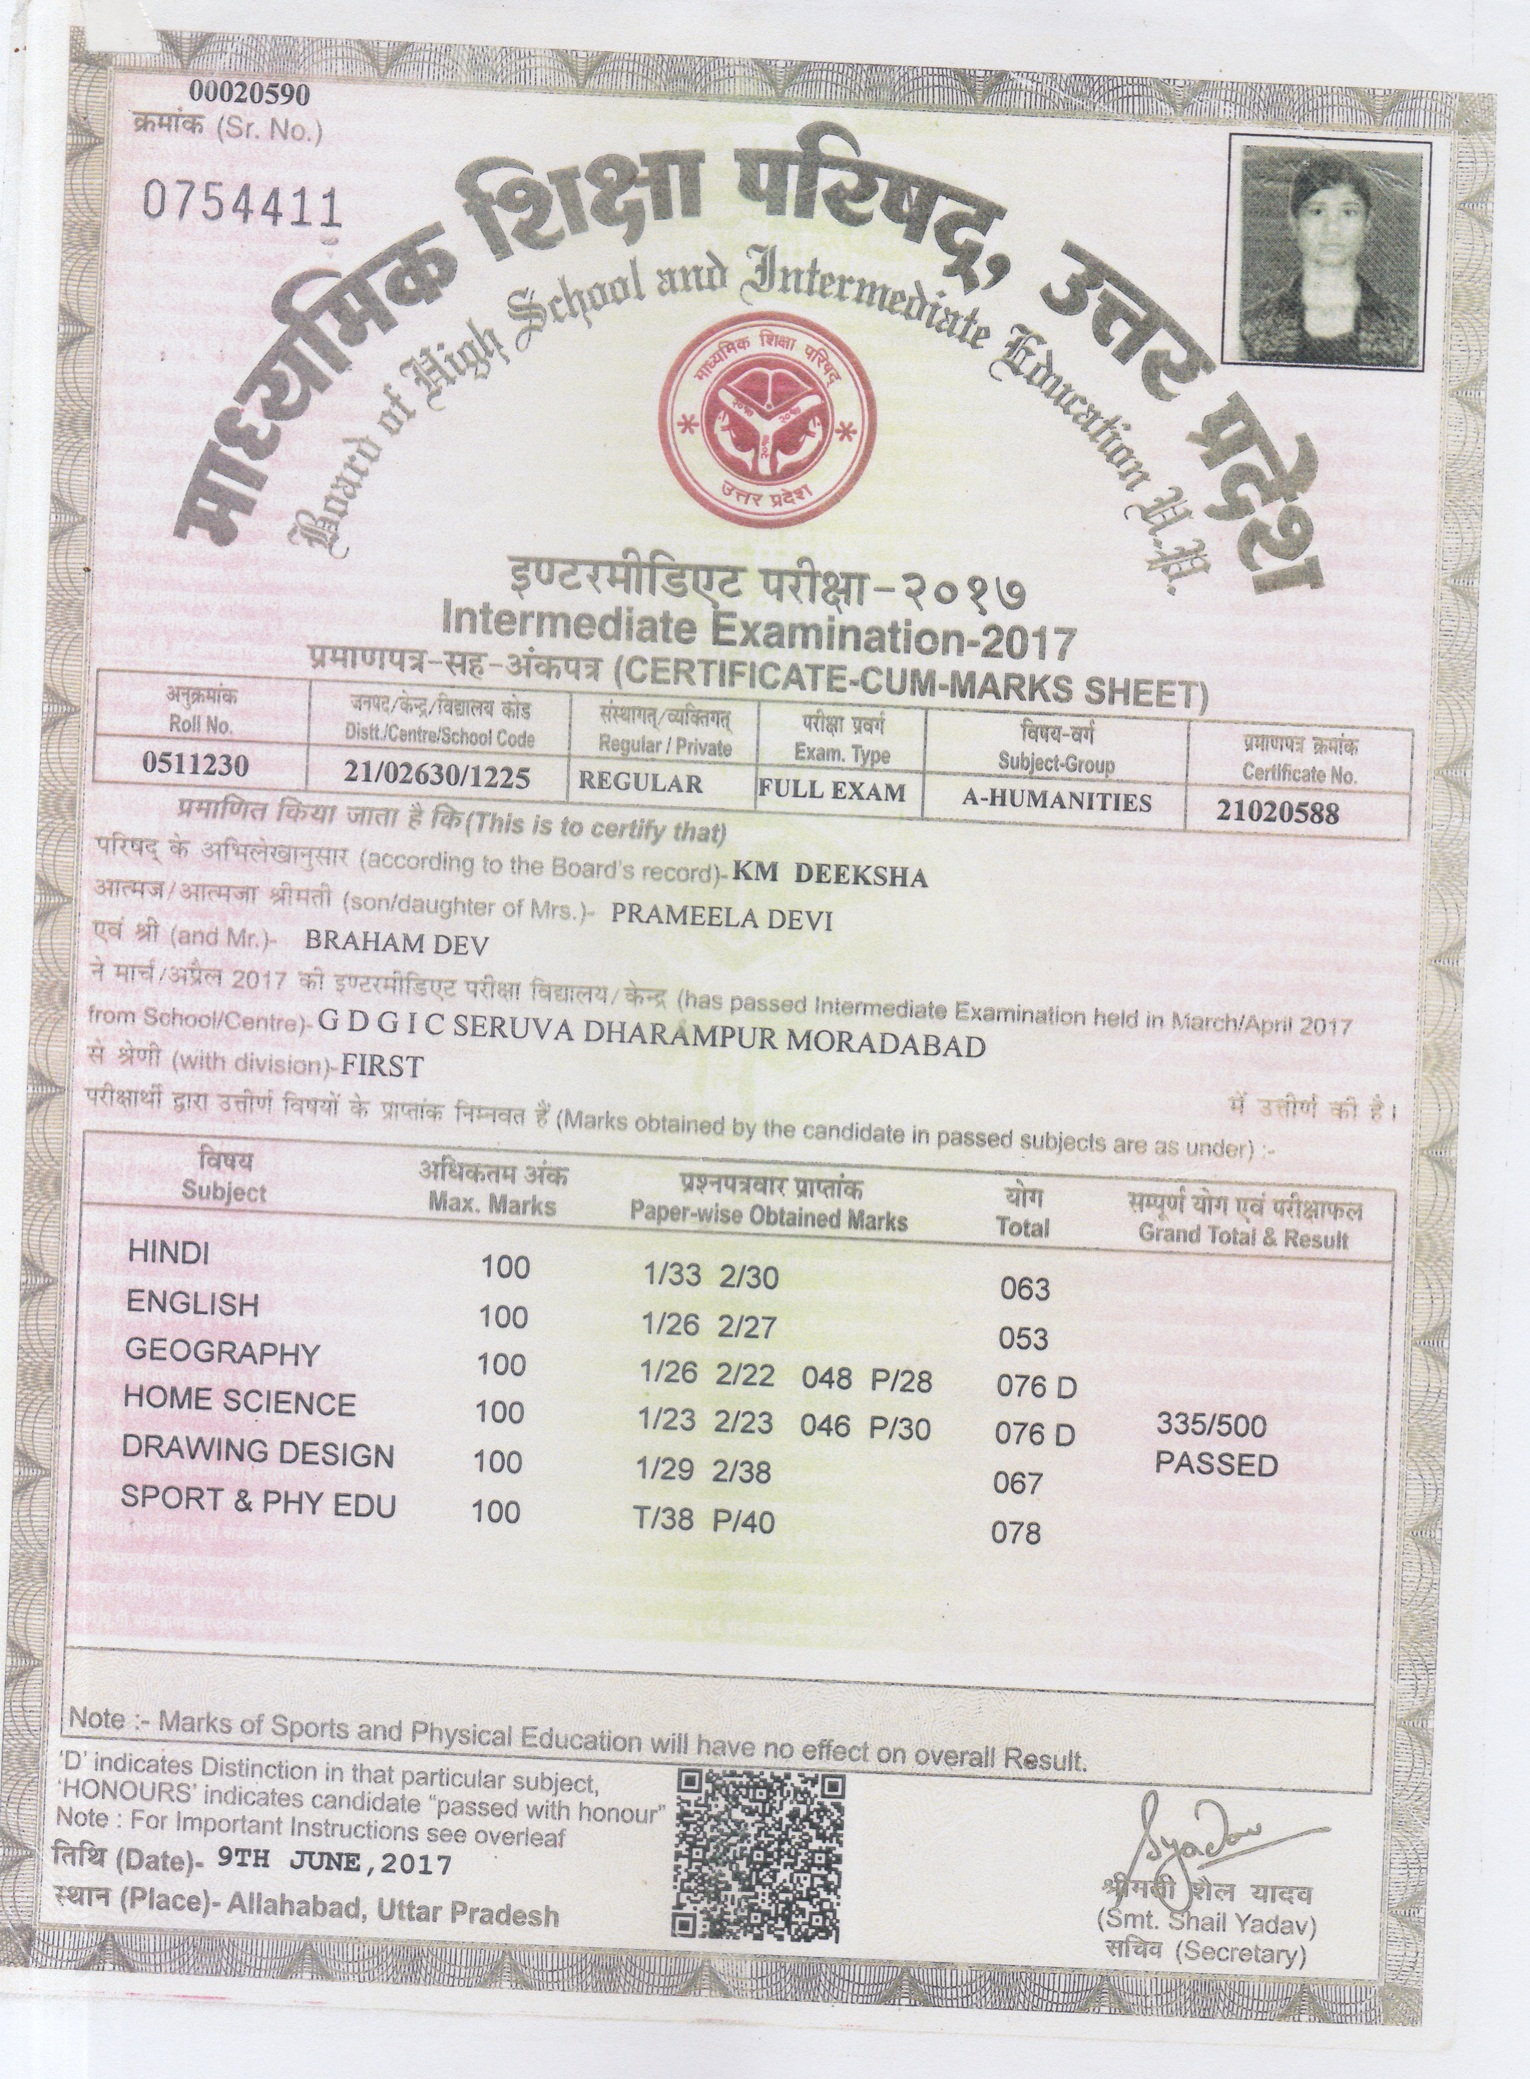 00020590
क्रमांक (Sr. No.)
0754411
माध्यमिक शिक्षा परिषद्, उत्तर प्रदेश
Board of High School and Intermediate Education U.P.
माध्यमिक शिक्षा परिषद्
उत्तर प्रदेश
इण्टरमीडिएट परीक्षा-२०१७
Intermediate Examination-2017
प्रमाणपत्र-सह-अंकपत्र (CERTIFICATE-CUM-MARKS SHEET)
अनुक्रमांक जनपद/केन्द्र/विद्यालय कोड संस्थागत्/व्यक्तिगत् परीक्षा प्रवर्ग विषय-वर्ग प्रमाणपत्र क्रमांक
Roll No. Distt./Centre/School Code Regular / Private Exam. Type Subject-Group Certificate No.
0511230 21/02630/1225 REGULAR FULL EXAM A-HUMANITIES 21020588
प्रमाणित किया जाता है कि(This is to certify that)
परिषद् के अभिलेखानुसार (according to the Board's record)- KM DEEKSHA
आत्मज/आत्मजा श्रीमती (son/daughter of Mrs.)- PRAMEELA DEVI
एवं श्री (and Mr.)- BRAHAM DEV
ने मार्च/अप्रैल 2017 की इण्टरमीडिएट परीक्षा विद्यालय/केन्द्र (has passed Intermediate Examination held in March/April 2017
from School/Centre)- G D G I C SERUVA DHARAMPUR MORADABAD
से श्रेणी (with division)- FIRST
में उत्तीर्ण की है।
परीक्षार्थी द्वारा उत्तीर्ण विषयों के प्राप्तांक निम्नवत हैं (Marks obtained by the candidate in passed subjects are as under) :-
विषय अधिकतम अंक प्रश्नपत्रवार प्राप्तांक योग सम्पूर्ण योग एवं परीक्षाफल
Subject Max. Marks Paper-wise Obtained Marks Total Grand Total & Result
HINDI 100 1/33 2/30 063
ENGLISH 100 1/26 2/27 053
GEOGRAPHY 100 1/26 2/22 048 P/28 076 D
HOME SCIENCE 100 1/23 2/23 046 P/30 076 D 335/500
DRAWING DESIGN 100 1/29 2/38 067 PASSED
SPORT & PHY EDU 100 T/38 P/40 078
Note :- Marks of Sports and Physical Education will have no effect on overall Result.
'D' indicates Distinction in that particular subject,
'HONOURS' indicates candidate "passed with honour"
Note : For Important Instructions see overleaf
तिथि (Date)- 9TH JUNE,2017
स्थान (Place)- Allahabad, Uttar Pradesh
SYadav
श्रीमती शैल यादव
(Smt. Shail Yadav)
सचिव (Secretary)